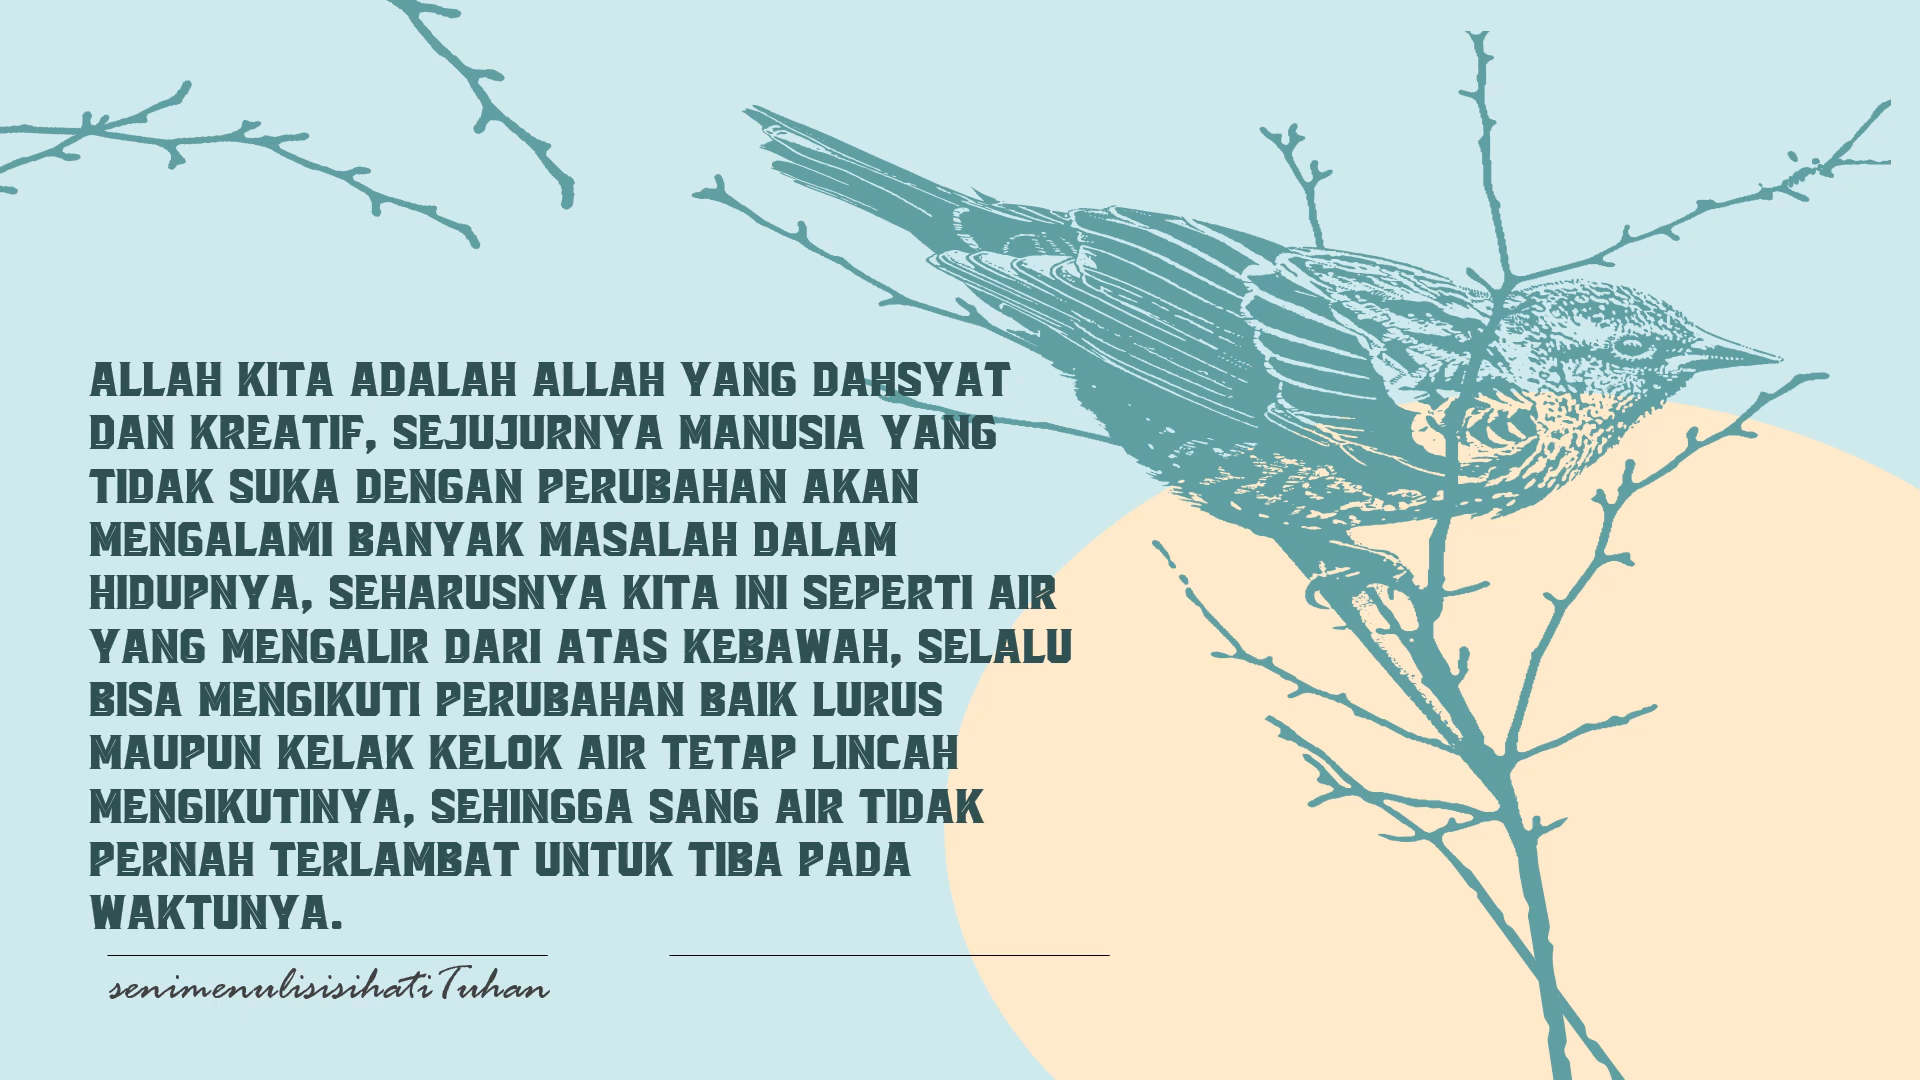 ALLAH KITA ADALAH ALLAH YANG DAHSYAT
DAN KREATIF, SEJUJURNYA MANUSIA YANG
TIDAK SUKA DENGAN PERUBAHAN AKAN
MENGALAMI BANYAK MASALAH DALAM
HIDUPNYA, SEHARUSNYA KITA INI SEPERTI AIR
YANG MENGALIR DARI ATAS KEBAWAH, SELALU
BISA MENGIKUTI PERUBAHAN BAIK LURUS
MAUPUN KELAK KELOK AIR TETAP LINCAH
MENGIKUTINYA, SEHINGGA SANG AIR TIDAK
PERNAH TERLAMBAT UNTUK TIBA PADA
WAKTUNYA.
senimenulisisihatiTuhan